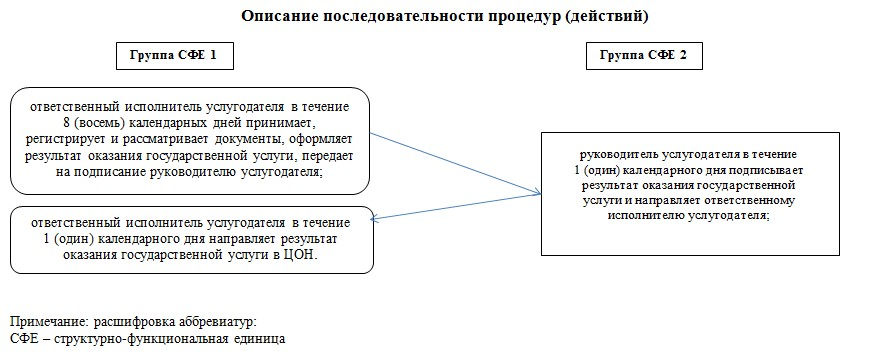 Описание последовательности процедур (действий)
Группа СФЕ 1
Группа СФЕ 2
ответственный исполнитель услугодателя в течение
8 (восемь) календарных дней принимает,
регистрирует и рассматривает документы, оформляет
результат оказания государственной услуги, передает
на подписание руководителю услугодателя;
руководитель услугодателя в течение
1 (один) календарного дня подписывает
результат оказания государственной
услуги и направляет ответственному
исполнителю услугодателя;
ответственный исполнитель услугодателя в течение
1 (один) календарного дня направляет результат
оказания государственной услуги в ЦОН.
Примечание: расшифровка аббревиатур:
СФЕ – структурно-функциональная единица